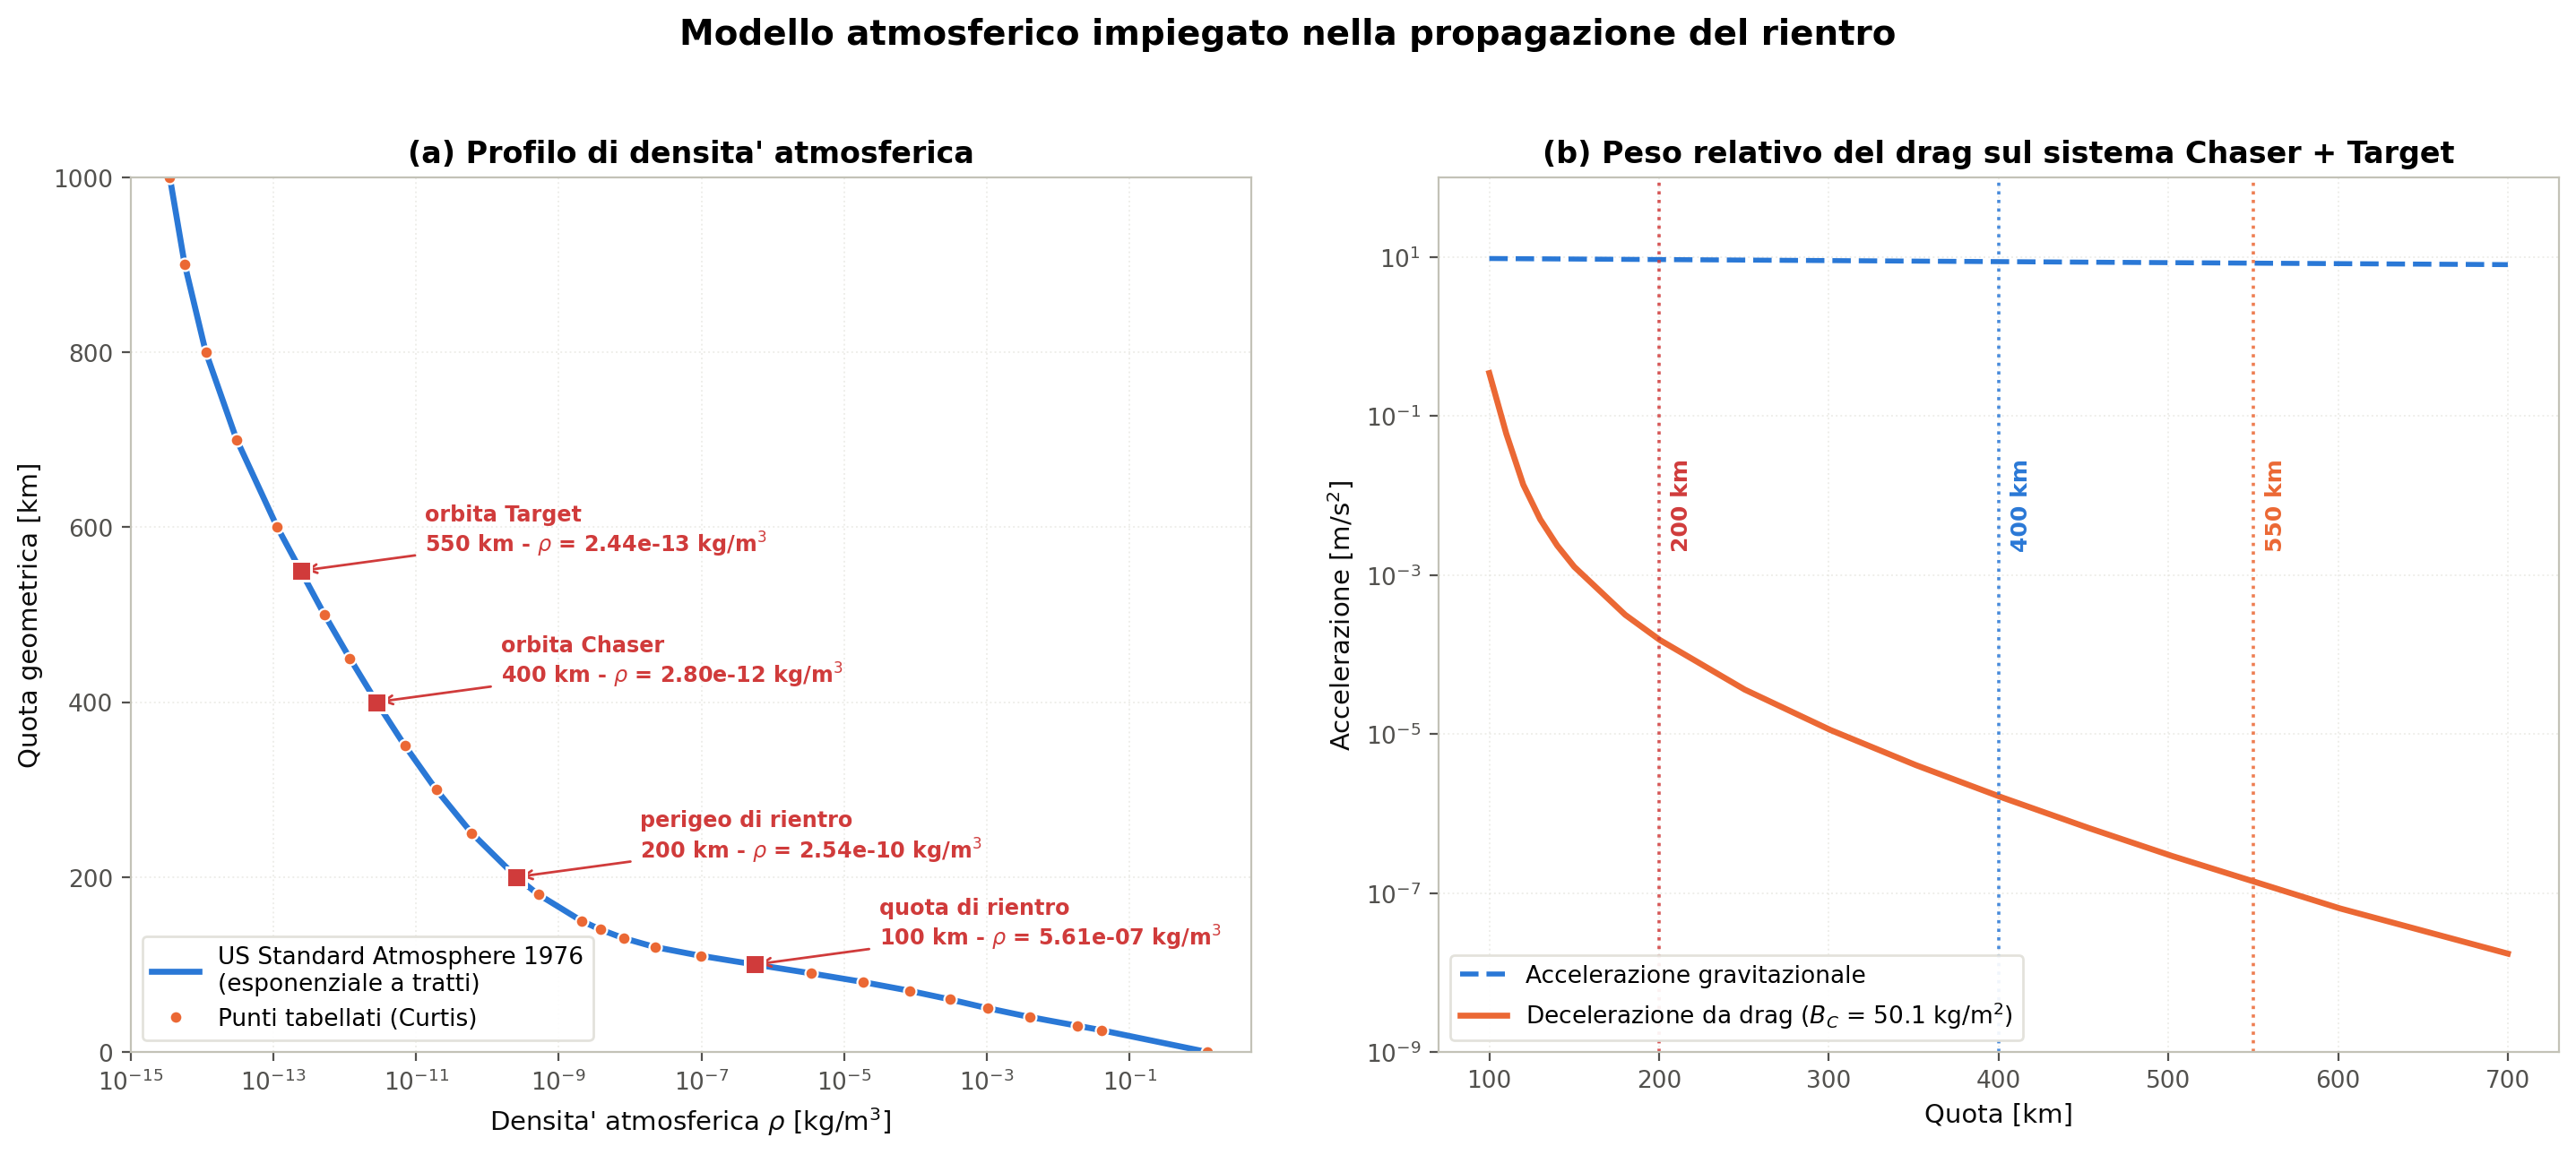 Modello atmosferico impiegato nella propagazione del rientro
(a) Profilo di densita' atmosferica
Quota geometrica [km]
1000
800
600
400
200
0
orbita Target
550 km - ρ = 2.44e-13 kg/m³
orbita Chaser
400 km - ρ = 2.80e-12 kg/m³
perigeo di rientro
200 km - ρ = 2.54e-10 kg/m³
quota di rientro
100 km - ρ = 5.61e-07 kg/m³
US Standard Atmosphere 1976
(esponenziale a tratti)
Punti tabellati (Curtis)
10⁻¹⁵ 10⁻¹³ 10⁻¹¹ 10⁻⁹ 10⁻⁷ 10⁻⁵ 10⁻³ 10⁻¹
Densita' atmosferica ρ [kg/m³]
(b) Peso relativo del drag sul sistema Chaser + Target
Accelerazione [m/s²]
10¹
10⁻¹
10⁻³
10⁻⁵
10⁻⁷
10⁻⁹
200 km
400 km
550 km
Accelerazione gravitazionale
Decelerazione da drag (B_C = 50.1 kg/m²)
100 200 300 400 500 600 700
Quota [km]